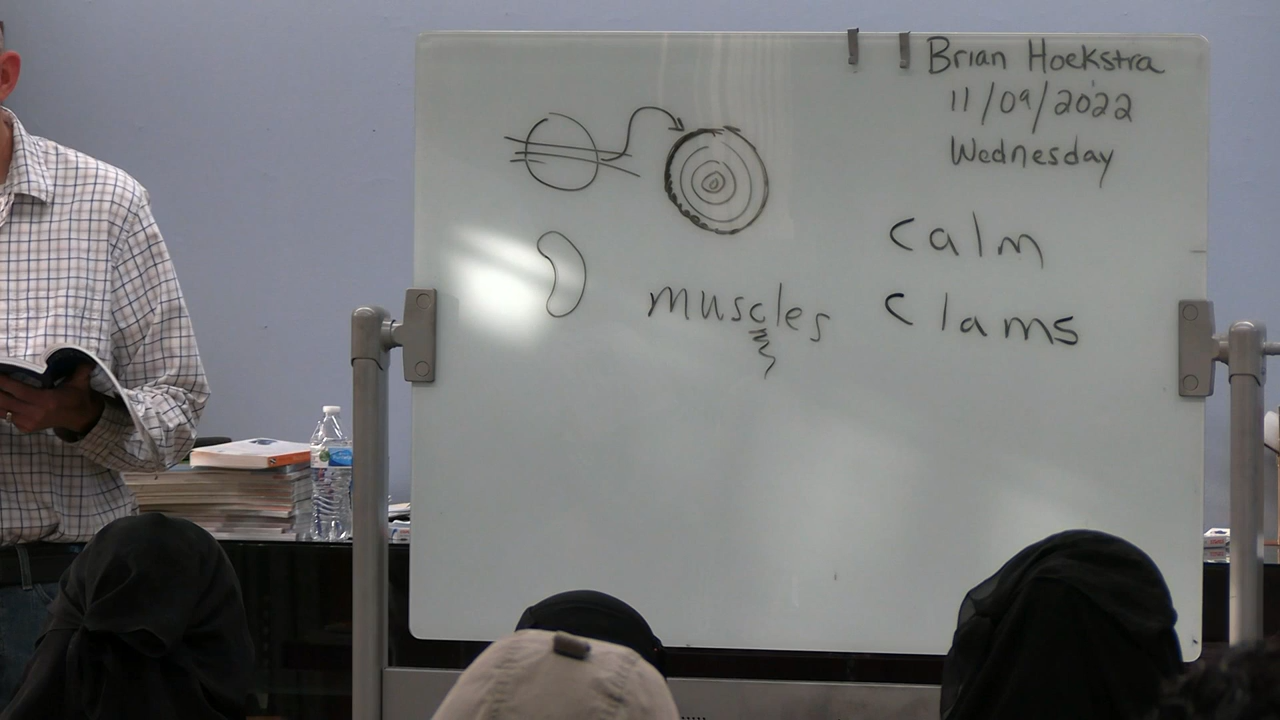 Brian Hoekstra
11/09/2022
Wednesday
calm
muscles clams